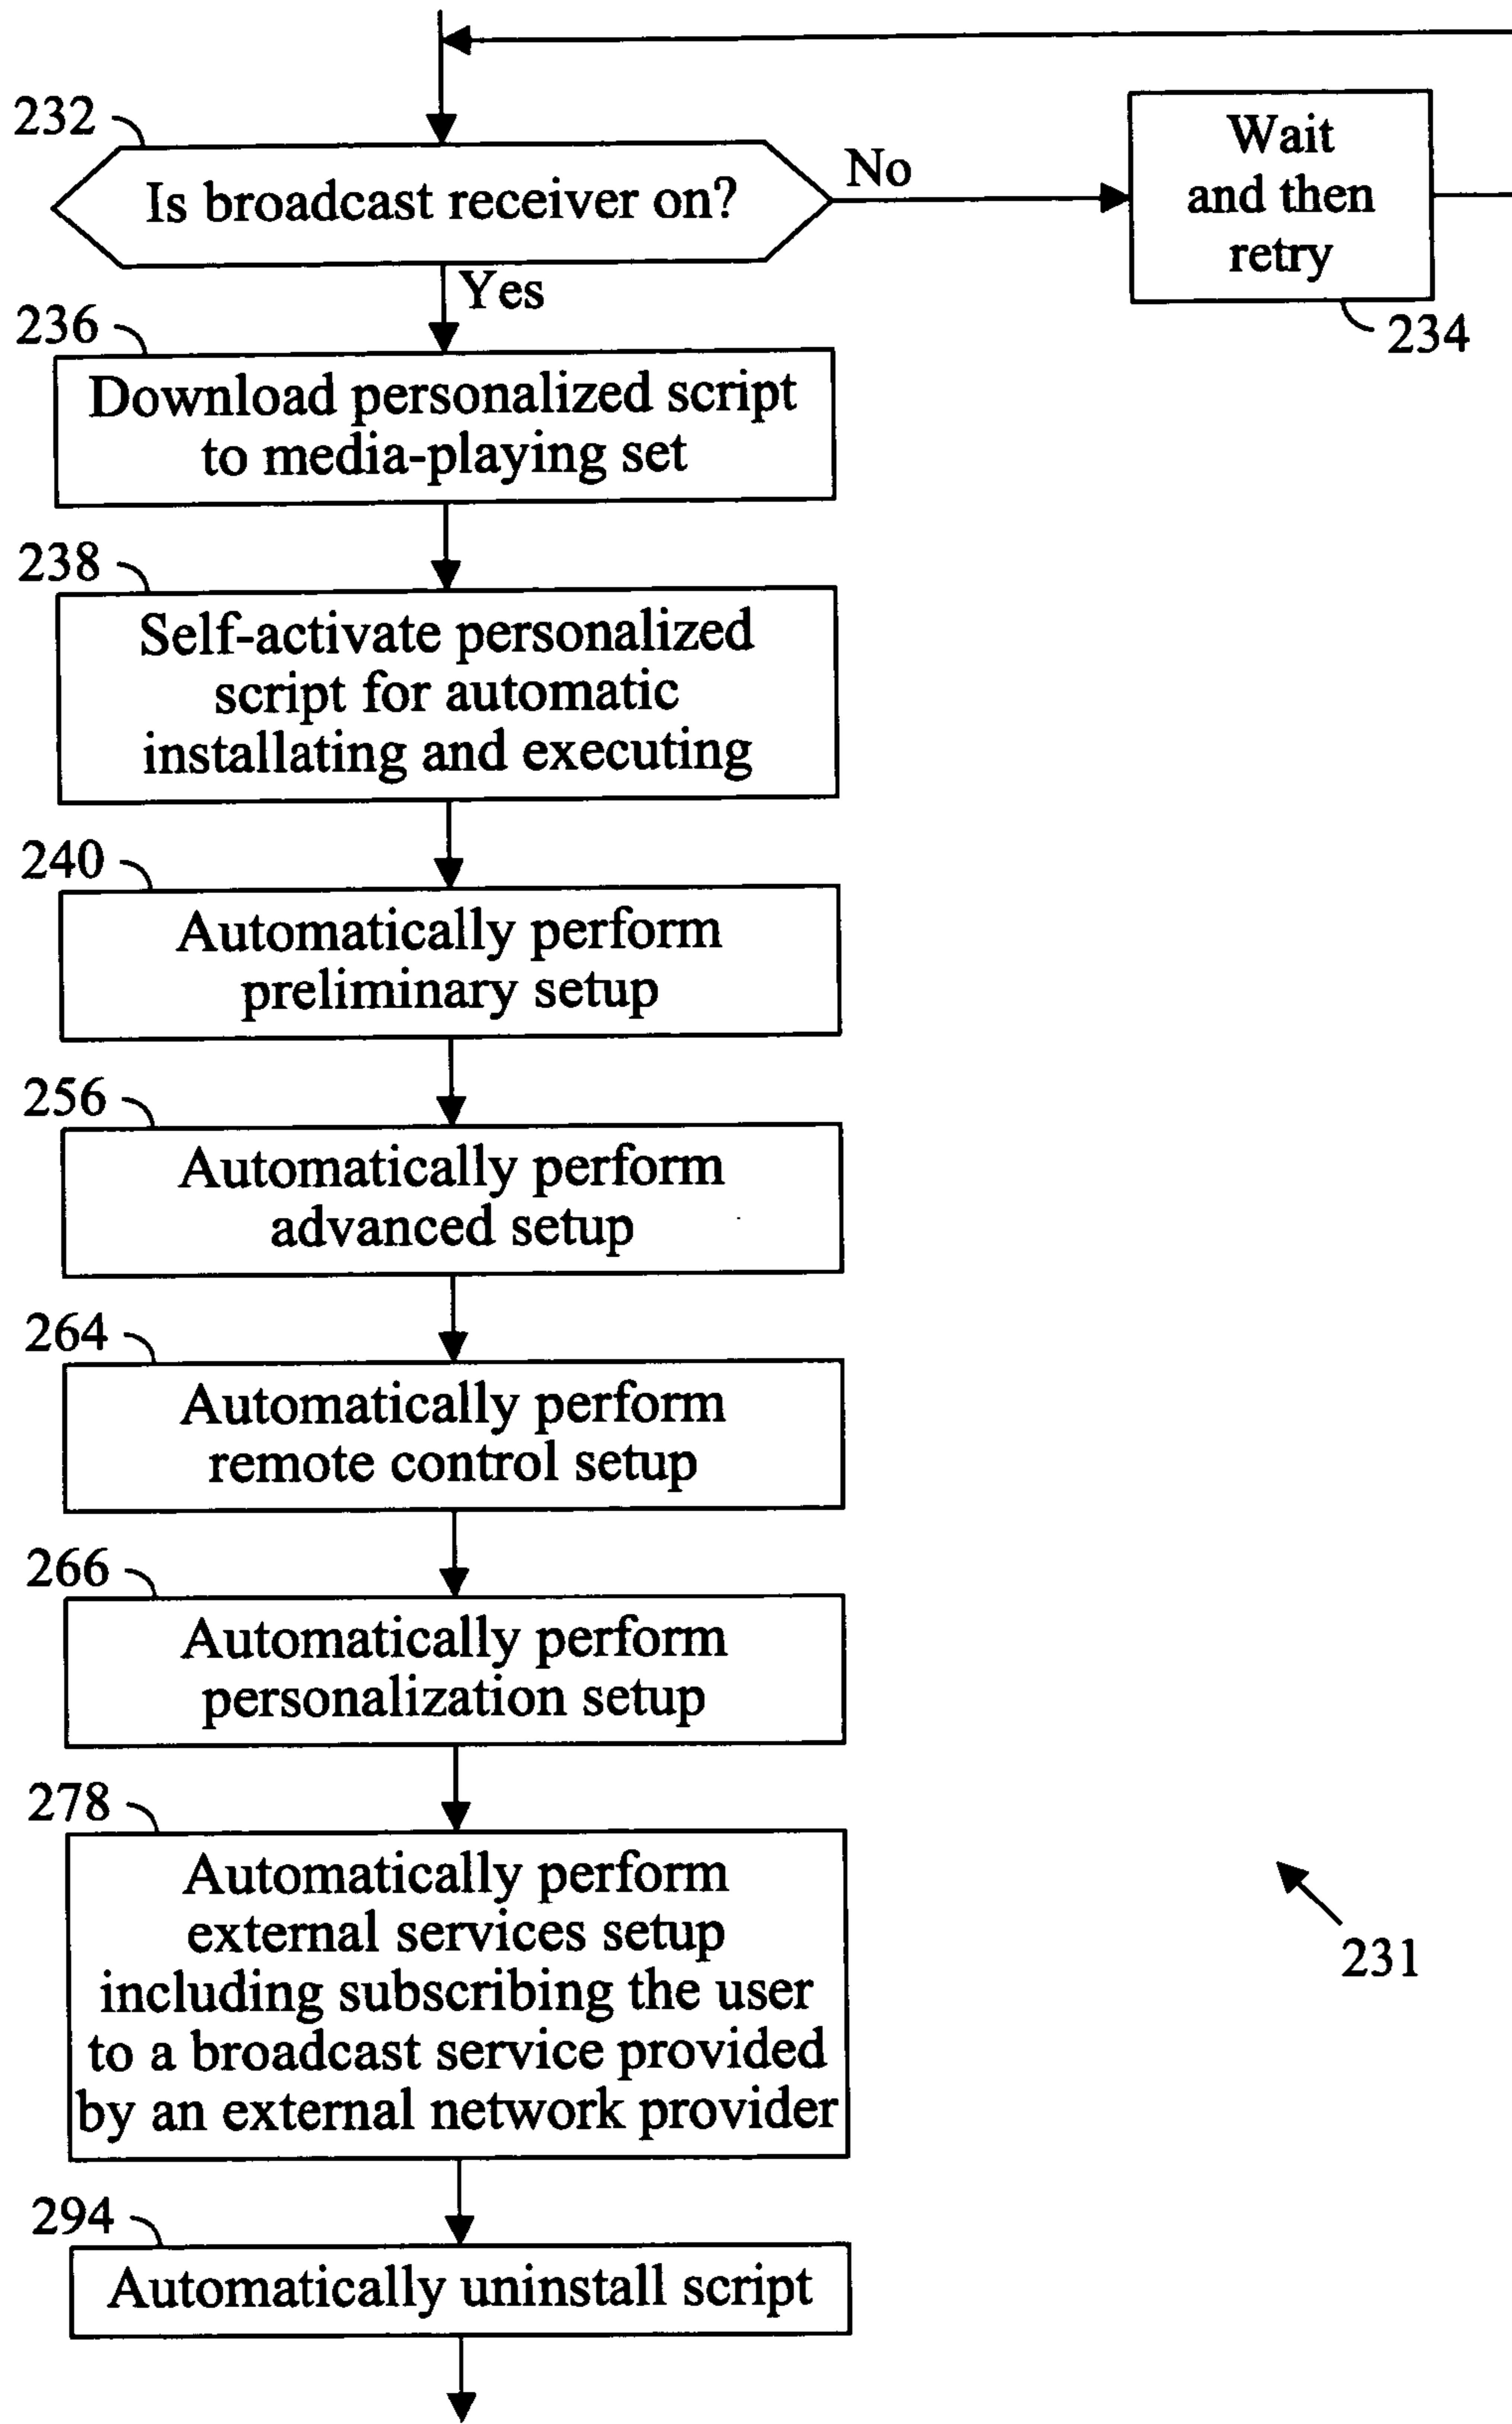 232
Is broadcast receiver on?
No
Wait
and then
retry
234
Yes
236
Download personalized script
to media-playing set
238
Self-activate personalized
script for automatic
installating and executing
240
Automatically perform
preliminary setup
256
Automatically perform
advanced setup
264
Automatically perform
remote control setup
266
Automatically perform
personalization setup
278
Automatically perform
external services setup
including subscribing the user
to a broadcast service provided
by an external network provider
231
294
Automatically uninstall script